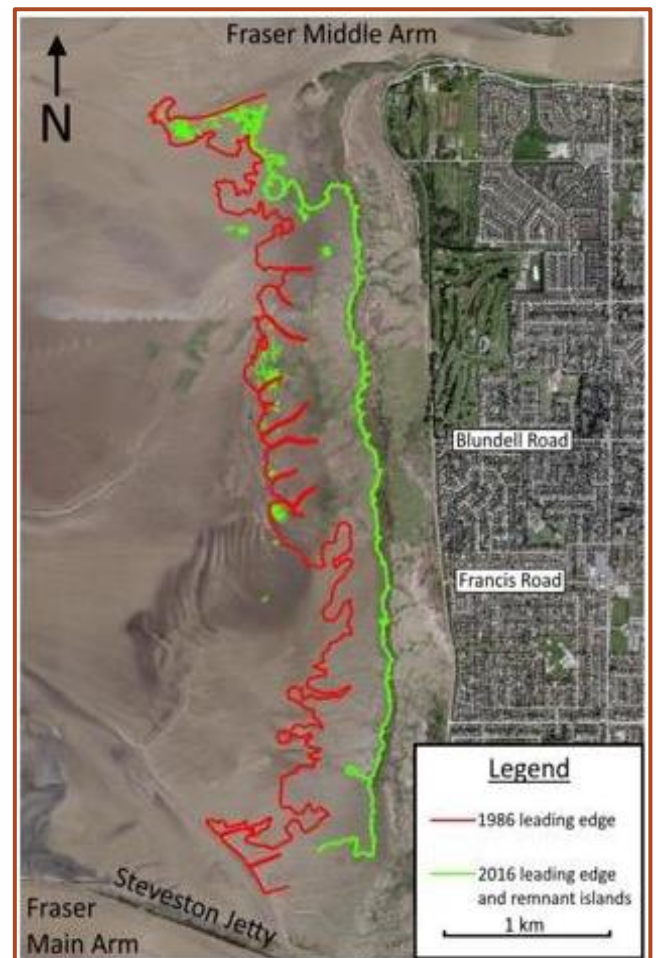 Fraser Middle Arm
N
Blundell Road
Francis Road
Legend
1986 leading edge
2016 leading edge
and remnant islands
1 km
Steveston Jetty
Fraser
Main Arm